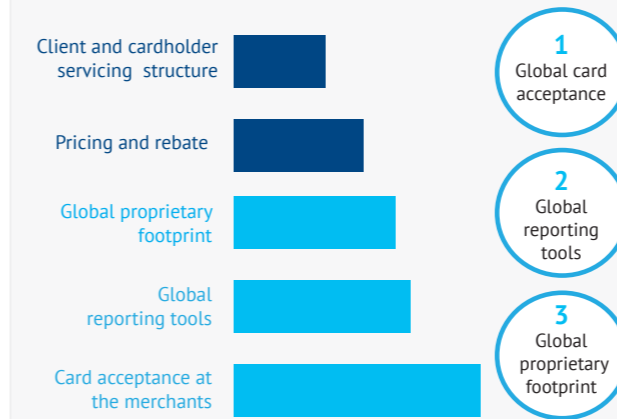 Client and cardholder
servicing structure
Pricing and rebate
Global proprietary
footprint
Global
reporting tools
Card acceptance at
the merchants
1
Global card
acceptance
2
Global
reporting
tools
3
Global
proprietary
footprint